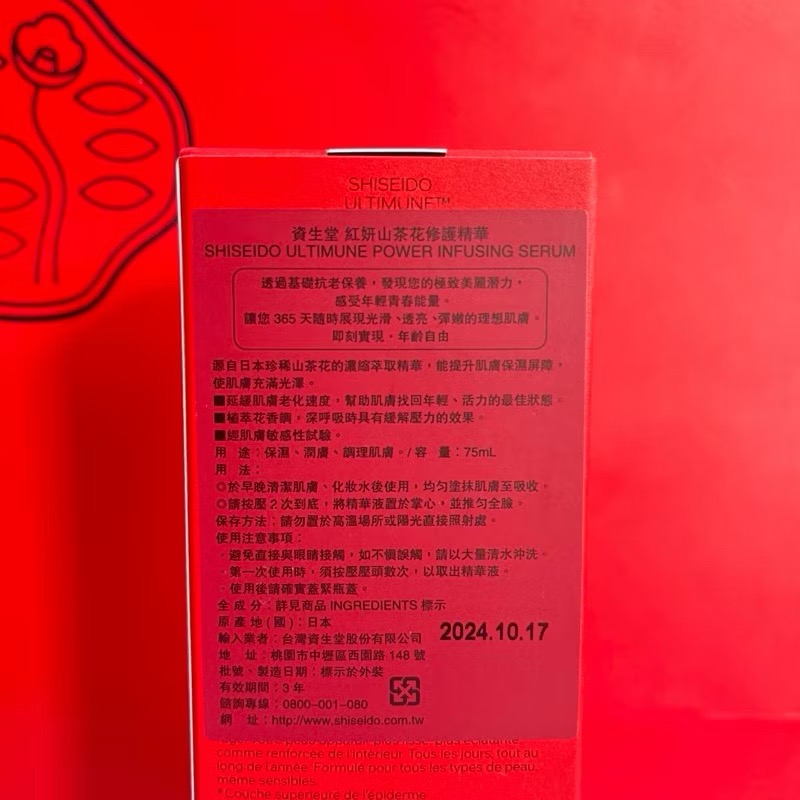 SHISEIDO
ULTIMUNE™
資生堂 紅妍山茶花修護精華
SHISEIDO ULTIMUNE POWER INFUSING SERUM
透過基礎抗老保養，發現您的極致美麗潛力，
感受年輕青春能量。
讓您 365 天隨時展現光滑、透亮、彈嫩的理想肌膚。
即刻實現，年齡自由
源自日本珍稀山茶花的濃縮萃取精華，能提升肌膚保濕屏障，
使肌膚充滿光澤。
■延緩肌膚老化速度，幫助肌膚找回年輕、活力的最佳狀態。
■植萃花香調，深呼吸時具有緩解壓力的效果。
■經肌膚敏感性試驗。
用 途：保濕、潤膚、調理肌膚。/ 容 量：75mL
用 法：
◎於早晚清潔肌膚、化妝水後使用，均勻塗抹肌膚至吸收。
◎請按壓 2 次到底，將精華液置於掌心，並推勻全臉。
保存方法：請勿置於高溫場所或陽光直接照射處。
使用注意事項：
· 避免直接與眼睛接觸，如不慎誤觸，請以大量清水沖洗。
· 第一次使用時，須按壓壓頭數次，以取出精華液。
· 使用後請確實蓋緊瓶蓋。
全 成 分：詳見商品 INGREDIENTS 標示
原 產 地 ( 國 )：日本
輸入業者：台灣資生堂股份有限公司
2024.10.17
地 址：桃園市中壢區西園路 148 號
批號、製造日期：標示於外裝
有效期間：3 年
諮詢專線：0800-001-080
網 址：http://www.shiseido.com.tw
comme renforcée de l'intérieur. Tous les jours, tout au
long de l'année. Formulé pour tous les types de peau,
même sensibles.
*Couche supérieure de l'épiderme